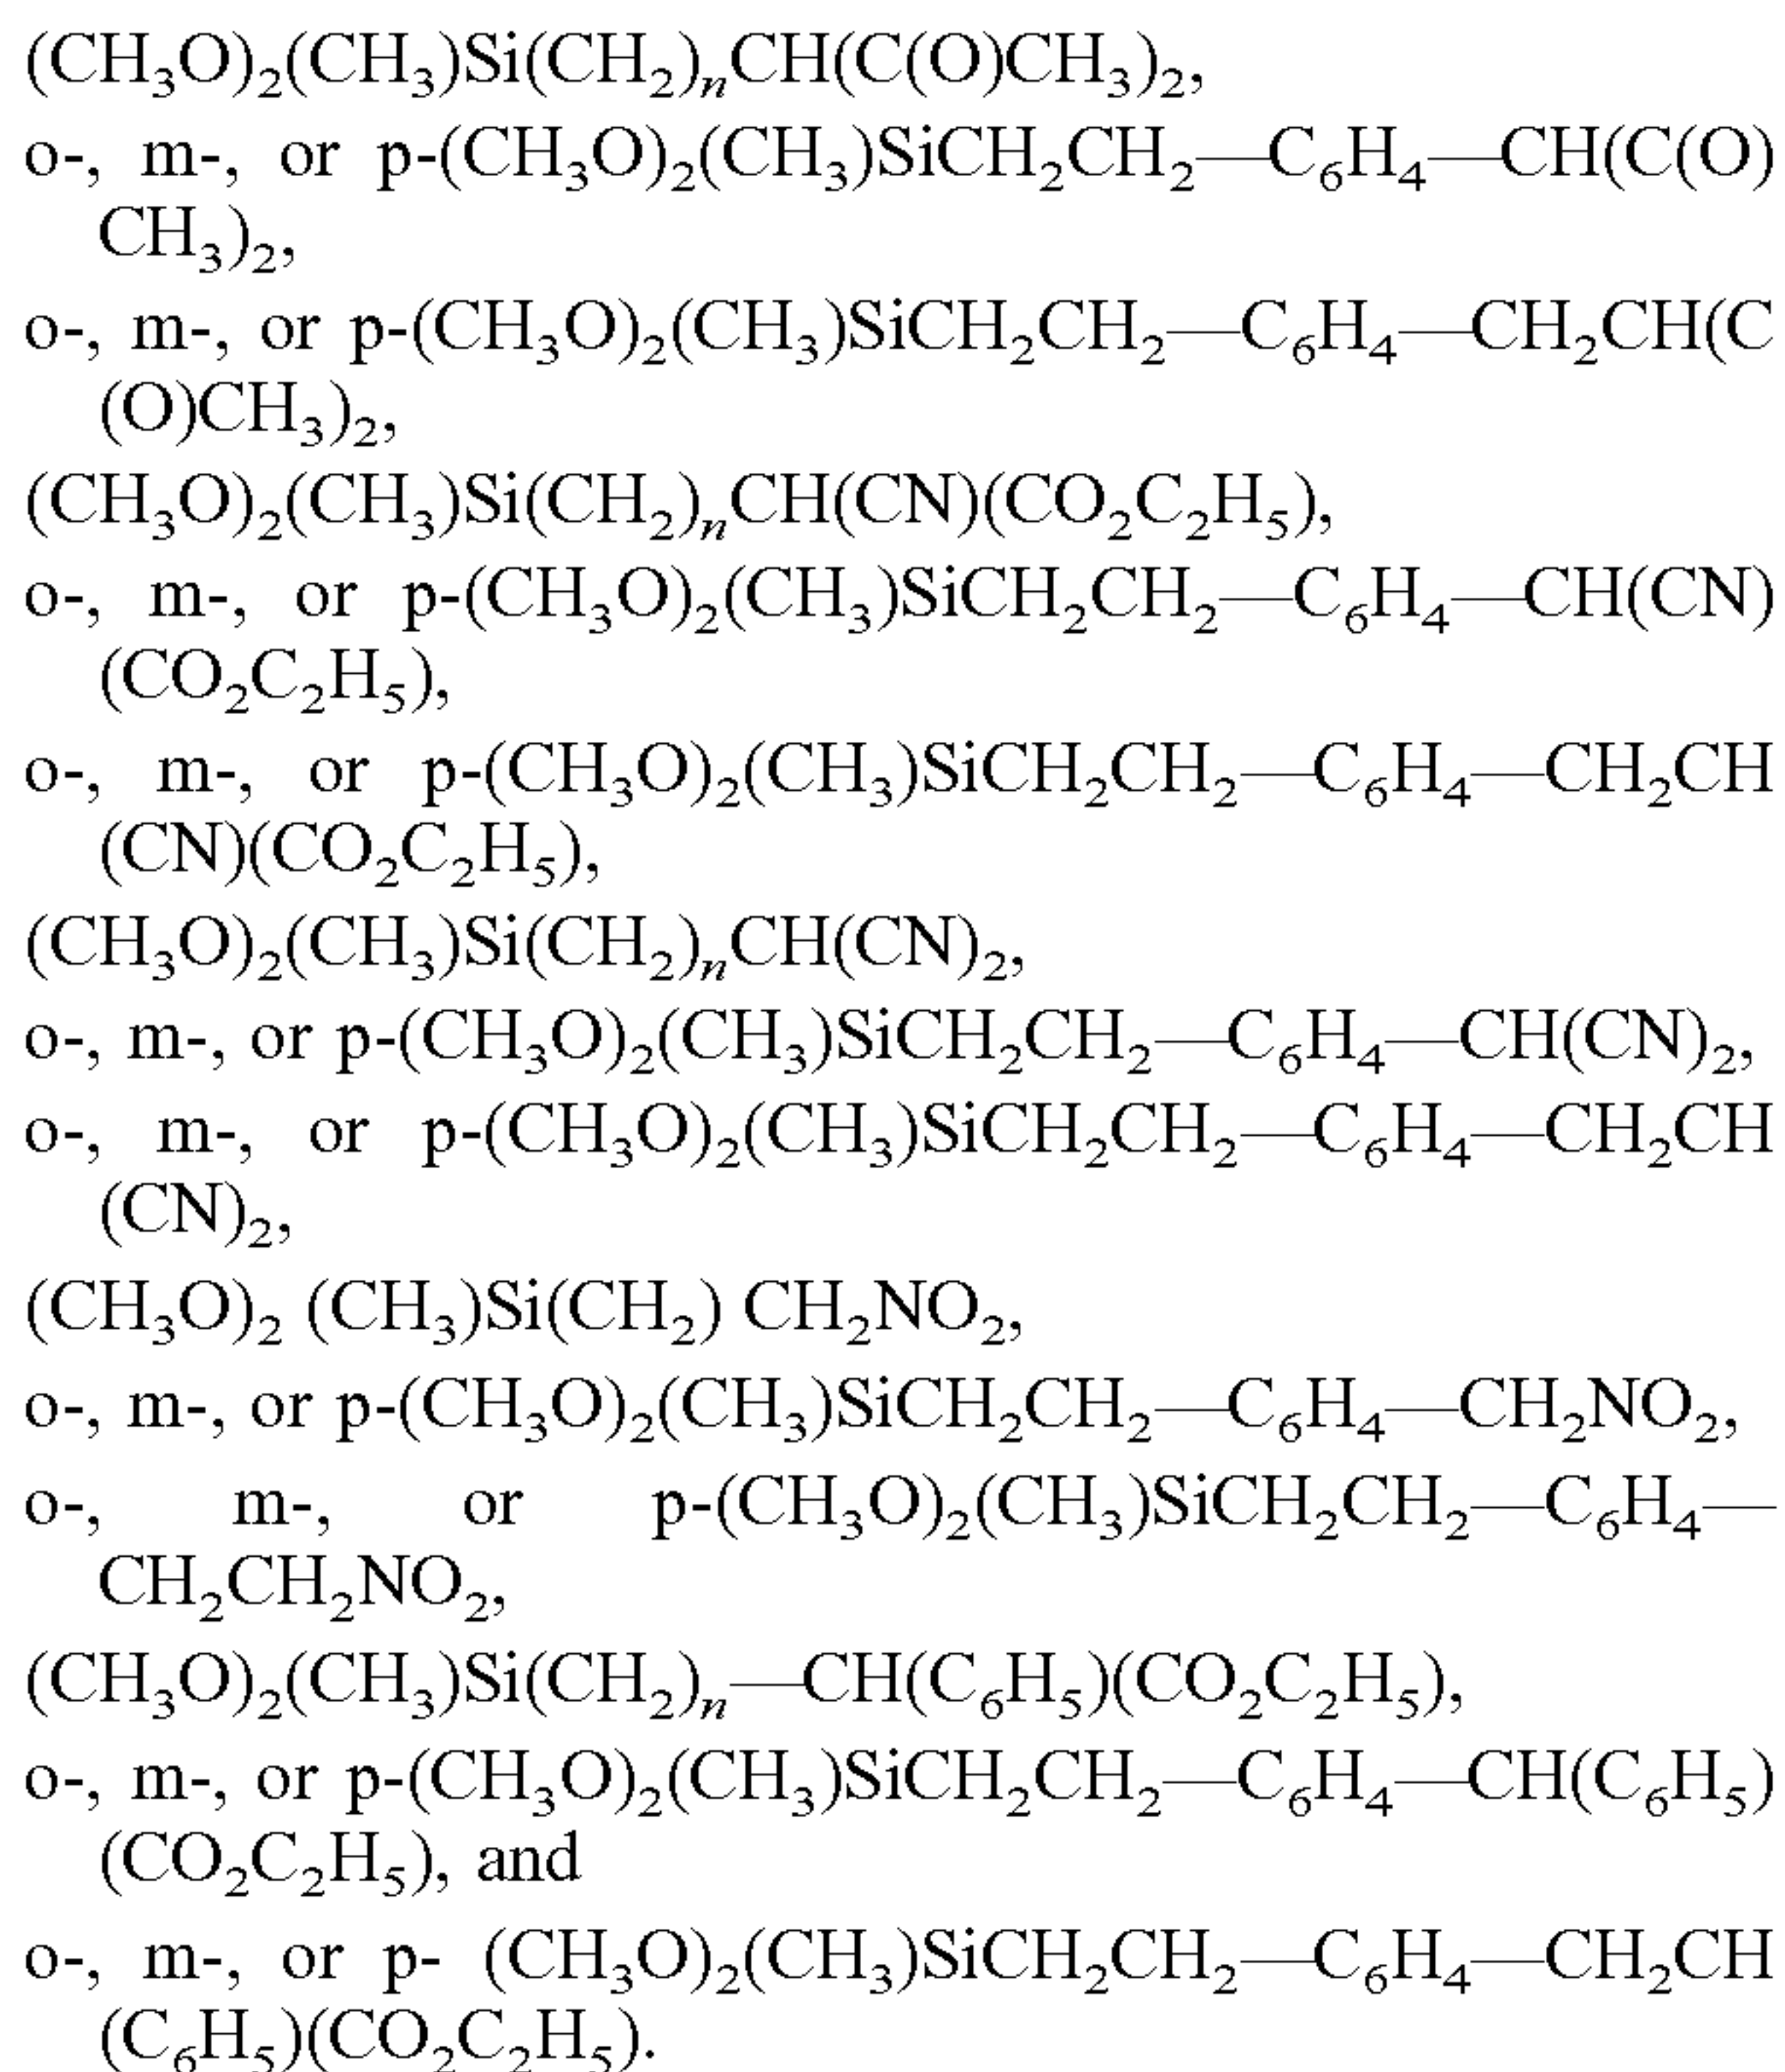 (CH₃O)₂(CH₃)Si(CH₂)ₙCH(C(O)CH₃)₂,
o-, m-, or p-(CH₃O)₂(CH₃)SiCH₂CH₂—C₆H₄—CH(C(O)
CH₃)₂,
o-, m-, or p-(CH₃O)₂(CH₃)SiCH₂CH₂—C₆H₄—CH₂CH(C
(O)CH₃)₂,
(CH₃O)₂(CH₃)Si(CH₂)ₙCH(CN)(CO₂C₂H₅),
o-, m-, or p-(CH₃O)₂(CH₃)SiCH₂CH₂—C₆H₄—CH(CN)
(CO₂C₂H₅),
o-, m-, or p-(CH₃O)₂(CH₃)SiCH₂CH₂—C₆H₄—CH₂CH
(CN)(CO₂C₂H₅),
(CH₃O)₂(CH₃)Si(CH₂)ₙCH(CN)₂,
o-, m-, or p-(CH₃O)₂(CH₃)SiCH₂CH₂—C₆H₄—CH(CN)₂,
o-, m-, or p-(CH₃O)₂(CH₃)SiCH₂CH₂—C₆H₄—CH₂CH
(CN)₂,
(CH₃O)₂ (CH₃)Si(CH₂) CH₂NO₂,
o-, m-, or p-(CH₃O)₂(CH₃)SiCH₂CH₂—C₆H₄—CH₂NO₂,
o-, m-, or p-(CH₃O)₂(CH₃)SiCH₂CH₂—C₆H₄—
CH₂CH₂NO₂,
(CH₃O)₂(CH₃)Si(CH₂)ₙ—CH(C₆H₅)(CO₂C₂H₅),
o-, m-, or p-(CH₃O)₂(CH₃)SiCH₂CH₂—C₆H₄—CH(C₆H₅)
(CO₂C₂H₅), and
o-, m-, or p- (CH₃O)₂(CH₃)SiCH₂CH₂—C₆H₄—CH₂CH
(C₆H₅)(CO₂C₂H₅).